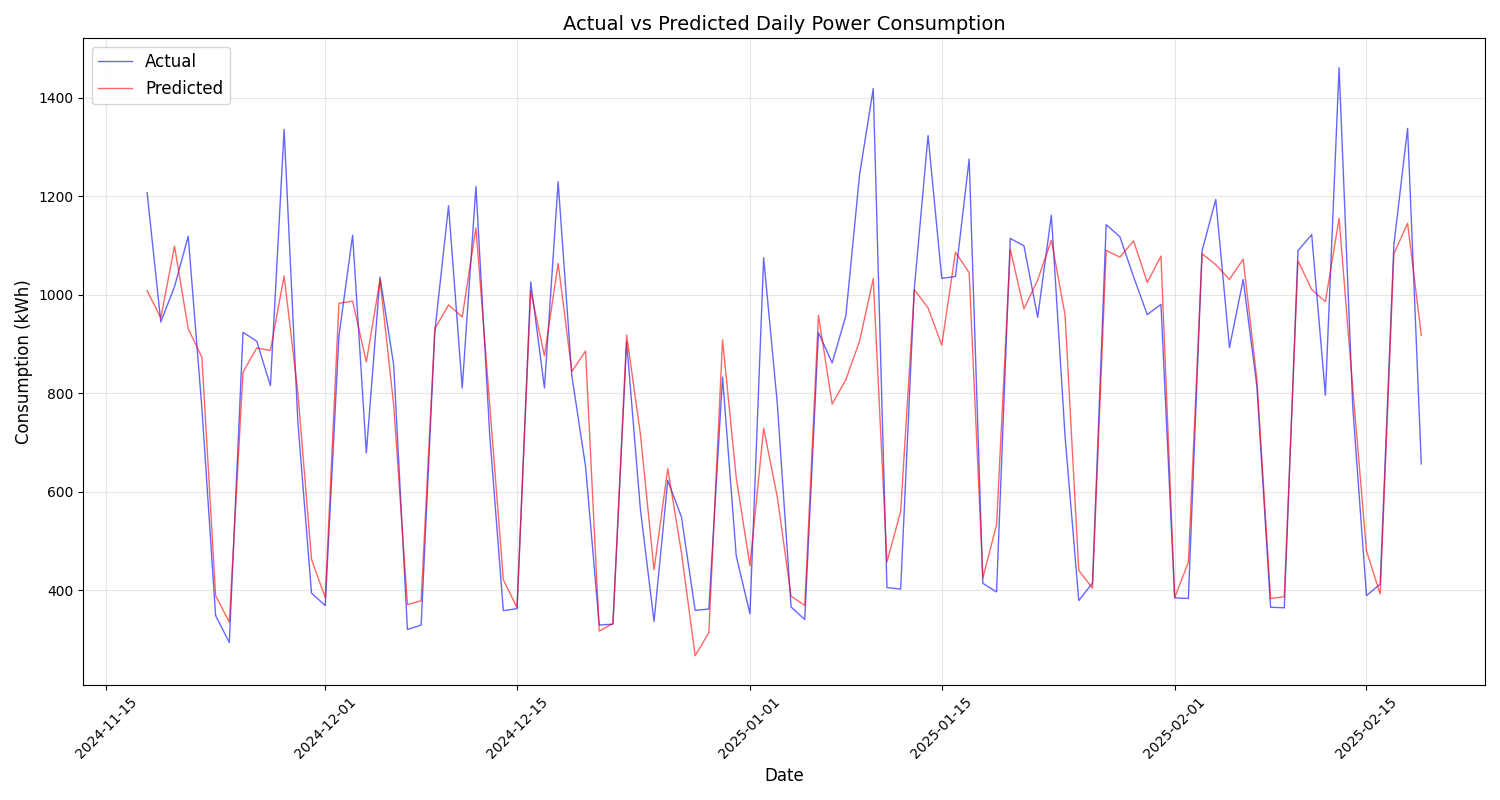 Actual vs Predicted Daily Power Consumption
Actual
Predicted
Consumption (kWh)
1400
1200
1000
800
600
400
2024-11-15
2024-12-01
2024-12-15
2025-01-01
2025-01-15
2025-02-01
2025-02-15
Date